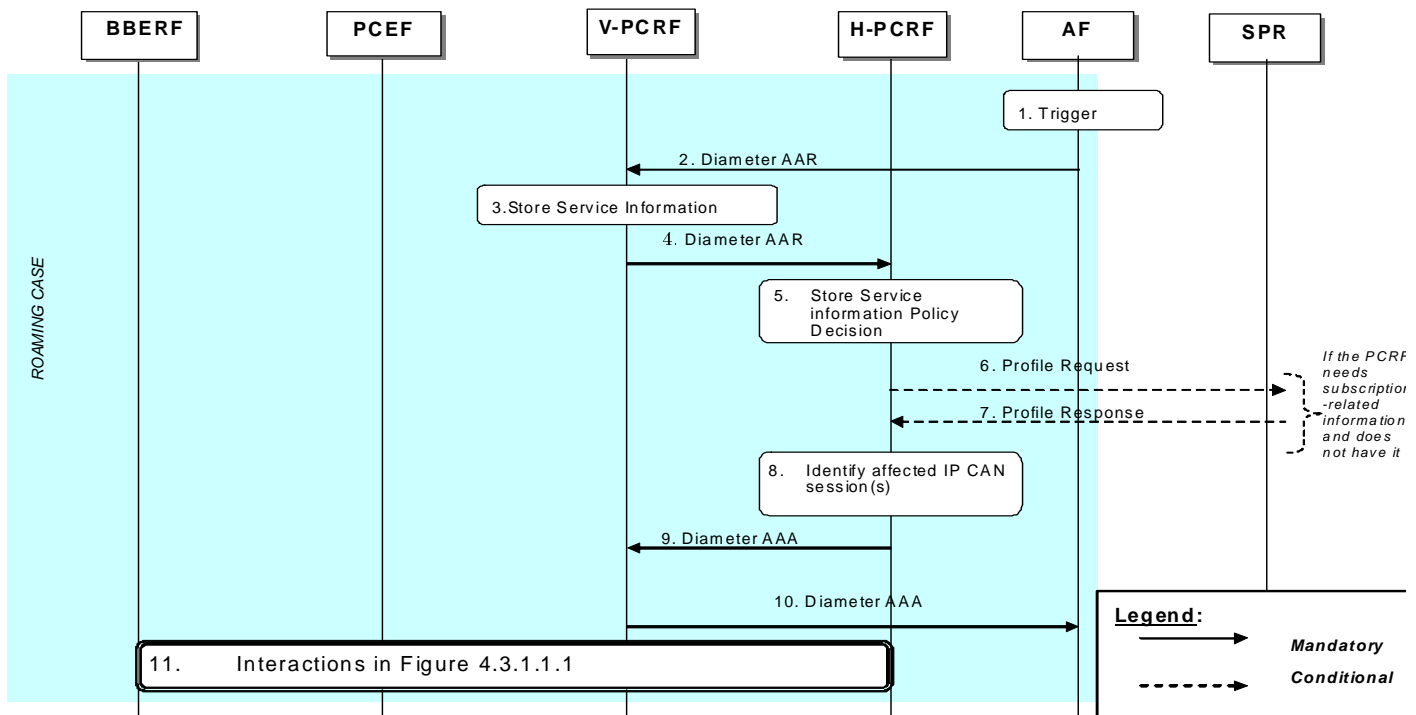 BBERF
PCEF
V-PCRF
H-PCRF
AF
SPR
1. Trigger
2. Diameter AAR
3.Store Service Information
4. Diameter AAR
ROAMING CASE
5. Store Service
information Policy
Decision
6. Profile Request
7. Profile Response
If the PCRF
needs
subscription
-related
information
and does
not have it
8. Identify affected IP CAN
session(s)
9. Diameter AAA
10. Diameter AAA
11. Interactions in Figure 4.3.1.1.1
Legend:
Mandatory
Conditional